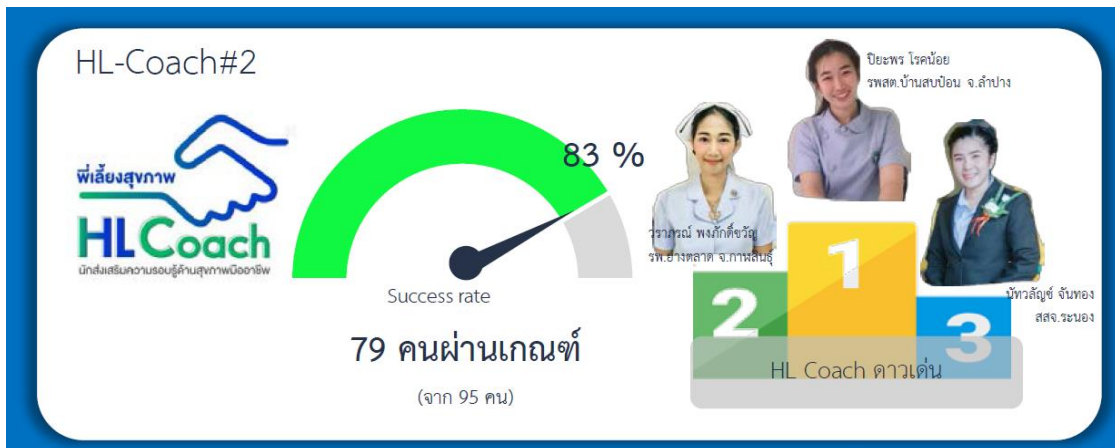 HL-Coach#2
พี่เลี้ยงสุขภาพ
HLCoach
นักส่งเสริมความรอบรู้ด้านสุขภาพมืออาชีพ
83 %
Success rate
79 คนผ่านเกณฑ์
(จาก 95 คน)
ปิยะพร โรคน้อย
รพสต.บ้านสบป้อน จ.ลำปาง
วราภรณ์ พงภักดิ์ขวัญ
รพ.ยางตลาด จ.กาฬสินธุ์
นัทวลัญช์ จันทอง
สสจ.ระนอง
1
2
3
HL Coach ดาวเด่น